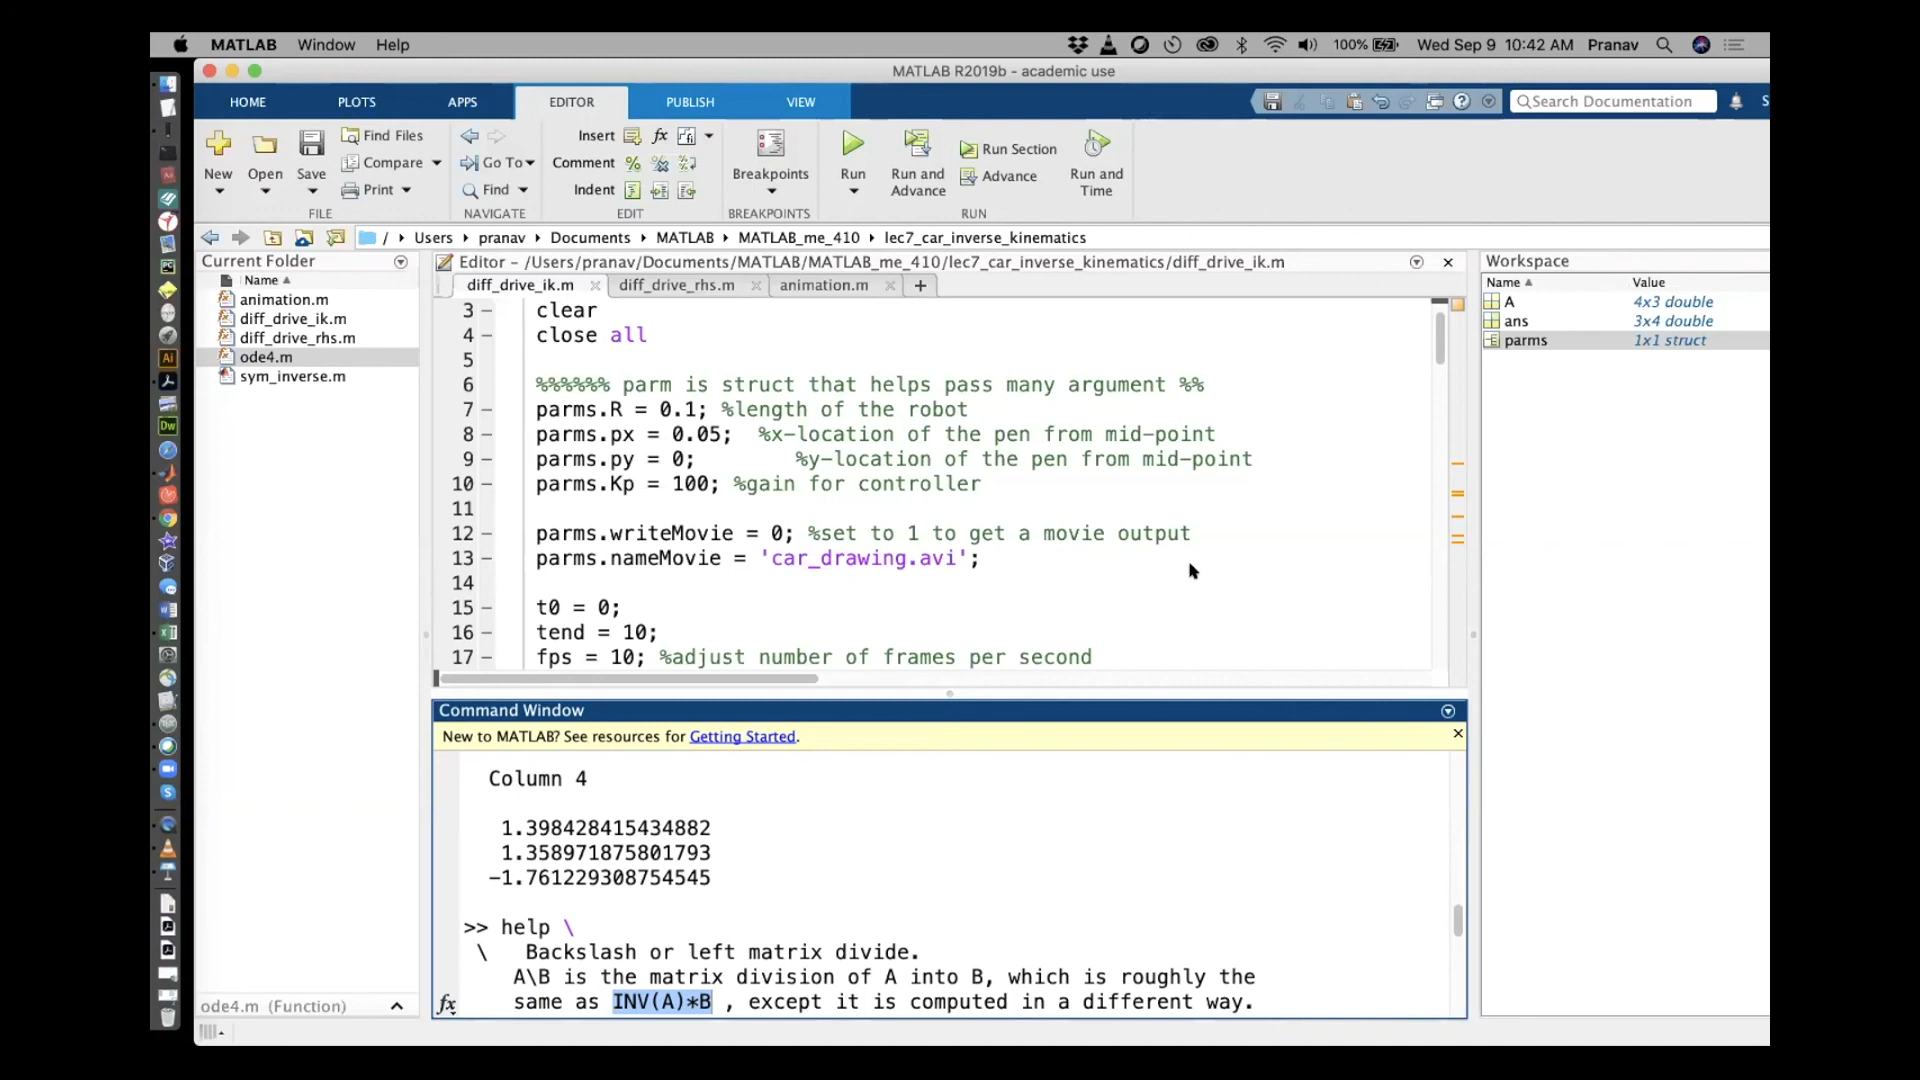 MATLAB Window Help 100% Wed Sep 9 10:42 AM Pranav
MATLAB R2019b - academic use
HOME PLOTS APPS EDITOR PUBLISH VIEW Search Documentation S
New Open Save Find Files Compare Print
FILE
Go To Find
NAVIGATE
Insert fx
Comment
Indent
EDIT
Breakpoints
BREAKPOINTS
Run Run and Advance Run Section Advance Run and Time
RUN
/ Users pranav Documents MATLAB MATLAB_me_410 lec7_car_inverse_kinematics
Current Folder
Name
animation.m
diff_drive_ik.m
diff_drive_rhs.m
ode4.m
sym_inverse.m
ode4.m (Function)
Editor - /Users/pranav/Documents/MATLAB/MATLAB_me_410/lec7_car_inverse_kinematics/diff_drive_ik.m
diff_drive_ik.m diff_drive_rhs.m animation.m
3 – clear
4 – close all
5
6 %%%%%% parm is struct that helps pass many argument %%
7 – parms.R = 0.1; %length of the robot
8 – parms.px = 0.05; %x-location of the pen from mid-point
9 – parms.py = 0; %y-location of the pen from mid-point
10 – parms.Kp = 100; %gain for controller
11
12 – parms.writeMovie = 0; %set to 1 to get a movie output
13 – parms.nameMovie = 'car_drawing.avi';
14
15 – t0 = 0;
16 – tend = 10;
17 – fps = 10; %adjust number of frames per second
Command Window
New to MATLAB? See resources for Getting Started.
Column 4
1.398428415434882
1.358971875801793
-1.761229308754545
>> help \
\ Backslash or left matrix divide.
A\B is the matrix division of A into B, which is roughly the
fx same as INV(A)*B , except it is computed in a different way.
Workspace
Name Value
A 4x3 double
ans 3x4 double
parms 1x1 struct
Ai
Dw
PC